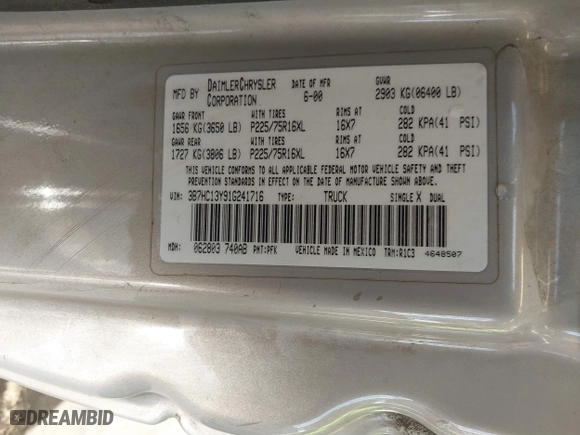 MFD BY DAIMLERCHRYSLER CORPORATION DATE OF MFR 6-00 GVWR 2903 KG(06400 LB)
GAWR FRONT WITH TIRES RIMS AT COLD
1656 KG(3650 LB) P225/75R16XL 16X7 282 KPA(41 PSI)
GAWR REAR WITH TIRES RIMS AT COLD
1727 KG(3806 LB) P225/75R16XL 16X7 282 KPA(41 PSI)
THIS VEHICLE CONFORMS TO ALL APPLICABLE FEDERAL MOTOR VEHICLE SAFETY AND THEFT
PREVENTION STANDARDS IN EFFECT ON THE DATE OF MANUFACTURE SHOWN ABOVE.
VIN: 3B7HC13Y91G241716 TYPE: TRUCK SINGLE X DUAL
MDH: 062803 740AB PNT:PFK VEHICLE MADE IN MEXICO TRM:R1C3 4648507
DREAMBID